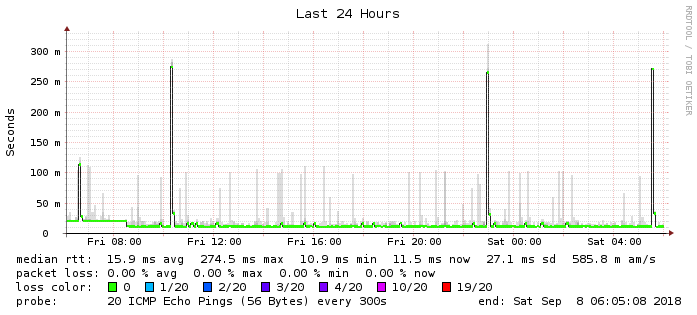 Last 24 Hours
RRDTOOL / TOBI OETIKER
Seconds
300 m
250 m
200 m
150 m
100 m
50 m
0
Fri 08:00 Fri 12:00 Fri 16:00 Fri 20:00 Sat 00:00 Sat 04:00
median rtt: 15.9 ms avg 274.5 ms max 10.9 ms min 11.5 ms now 27.1 ms sd 585.8 m am/s
packet loss: 0.00 % avg 0.00 % max 0.00 % min 0.00 % now
loss color: 0 1/20 2/20 3/20 4/20 10/20 19/20
probe: 20 ICMP Echo Pings (56 Bytes) every 300s end: Sat Sep 8 06:05:08 2018